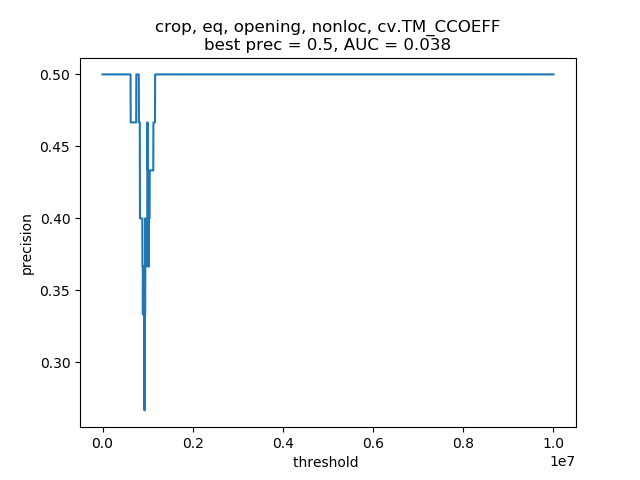 crop, eq, opening, nonloc, cv.TM_CCOEFF
best prec = 0.5, AUC = 0.038
0.50
0.45
0.40
0.35
0.30
precision
0.0 0.2 0.4 0.6 0.8 1.0
1e7
threshold